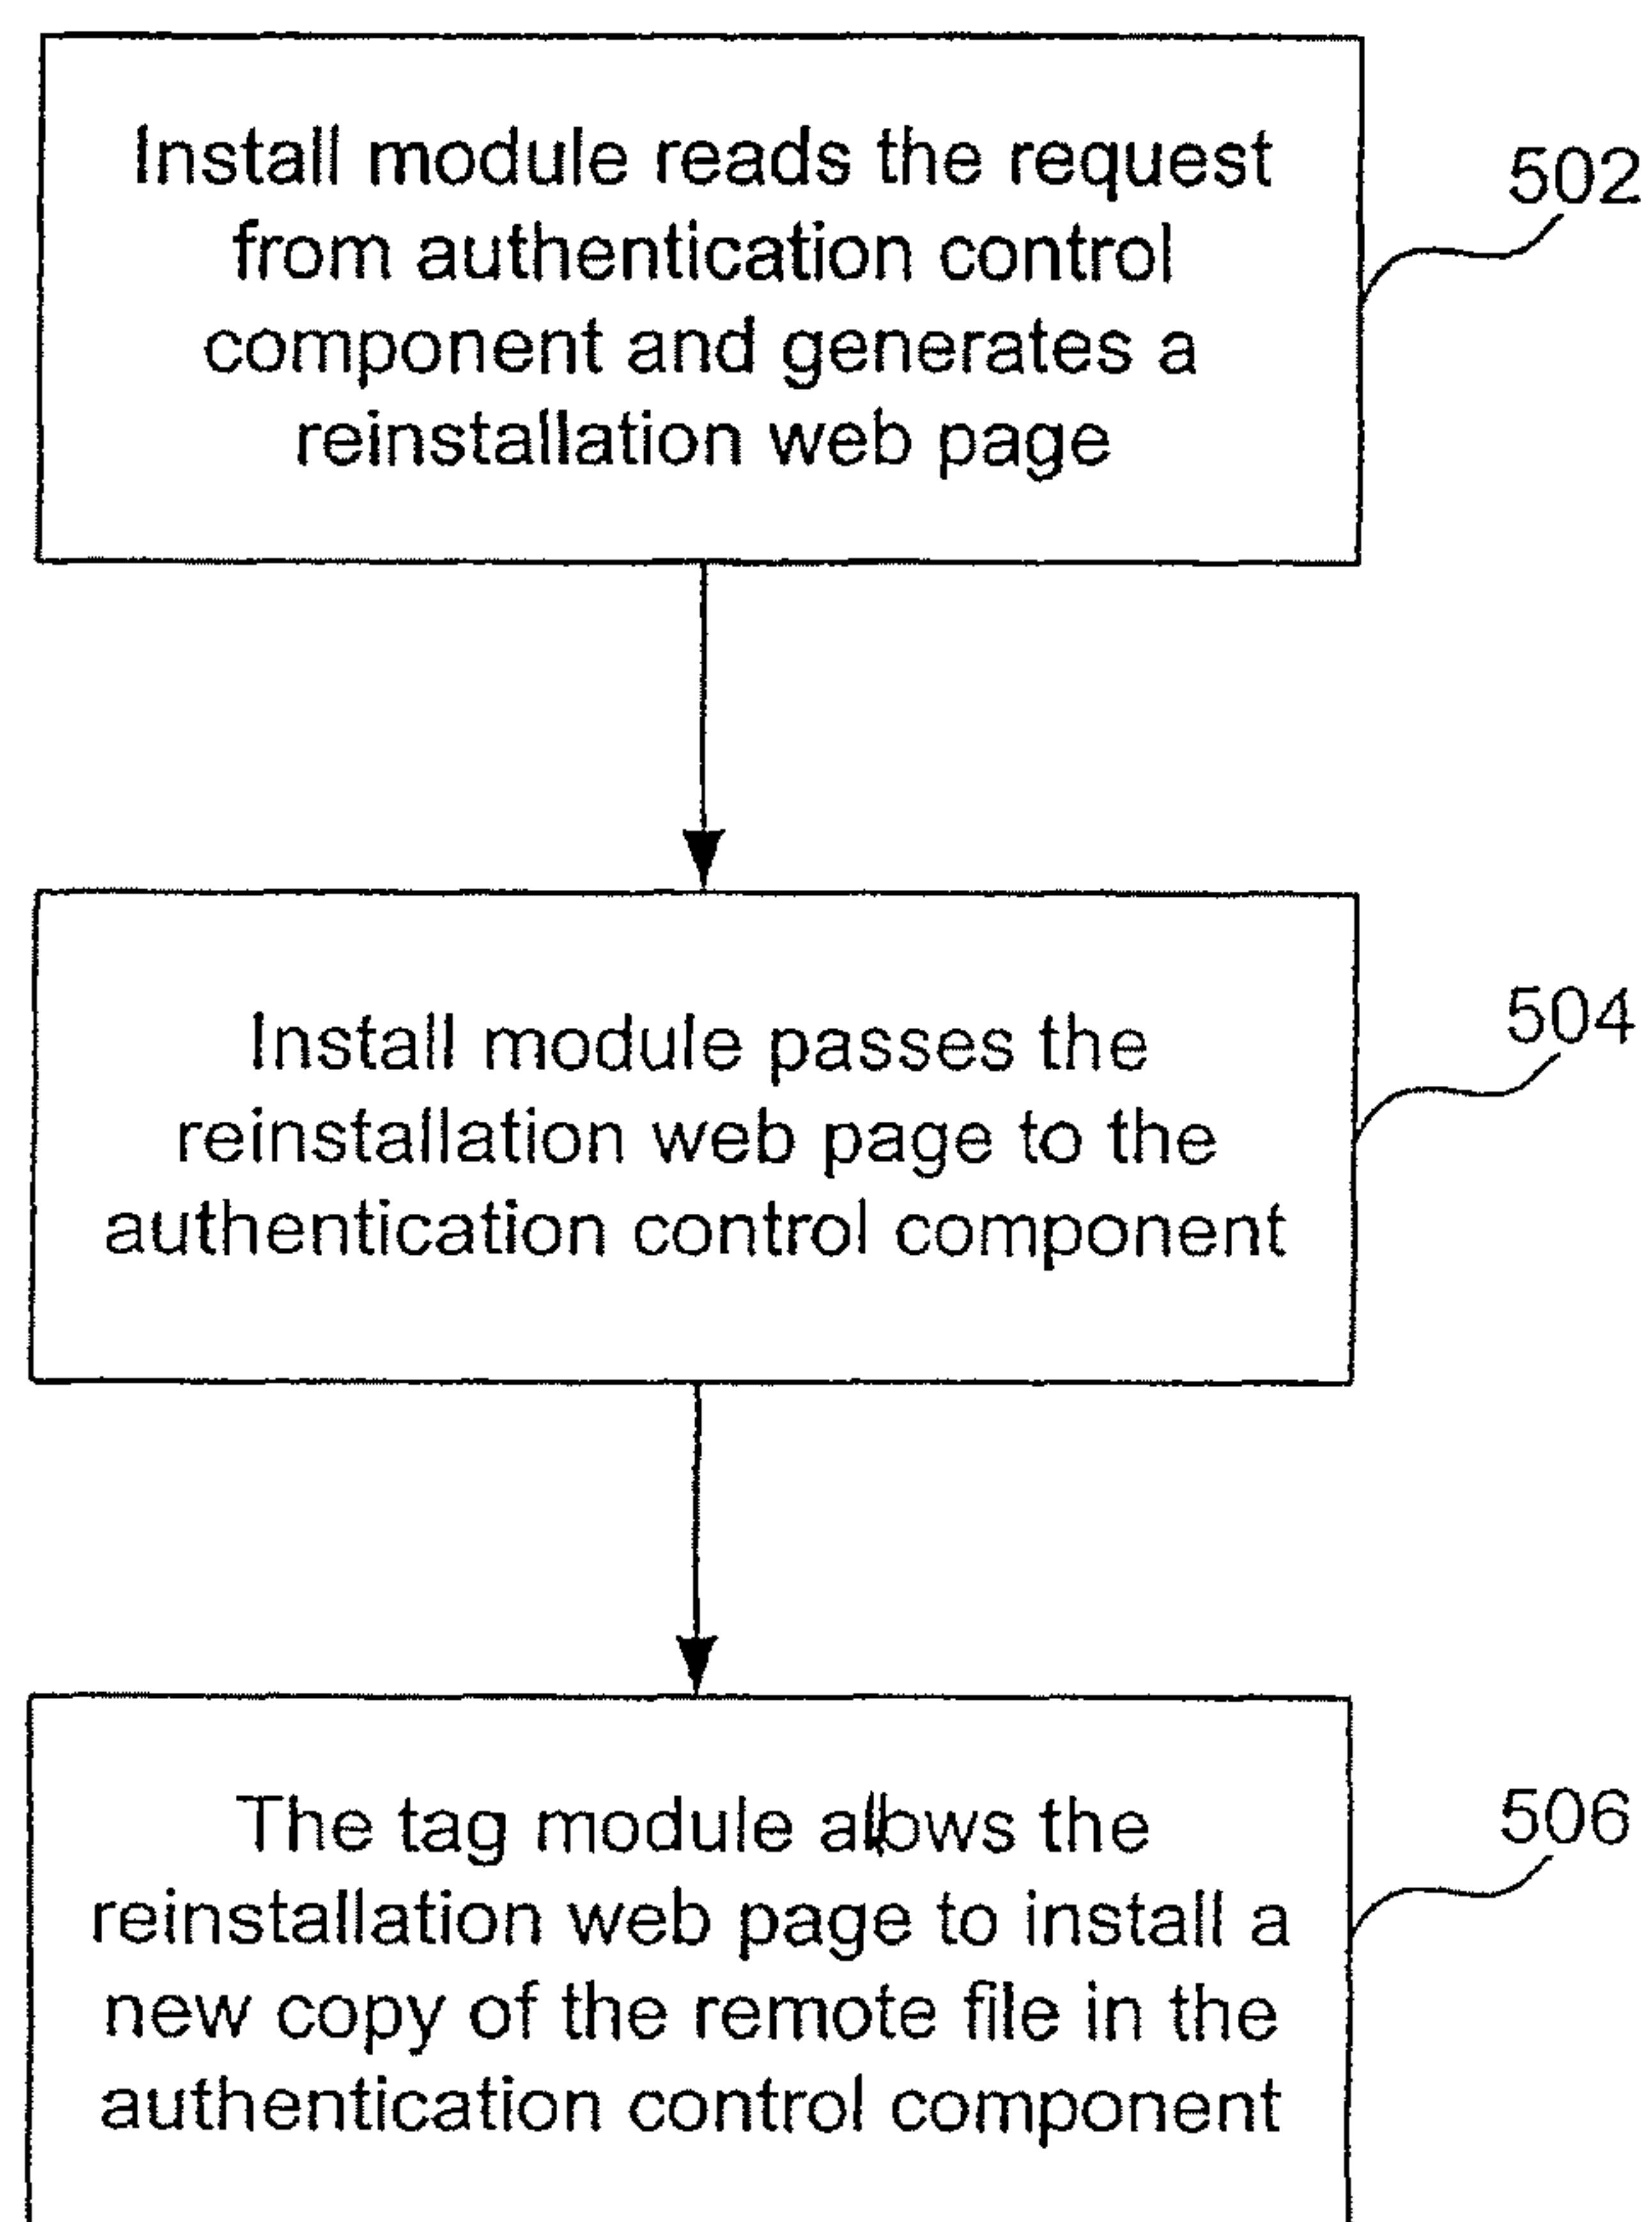 Install module reads the request
from authentication control
component and generates a
reinstallation web page
502
Install module passes the
reinstallation web page to the
authentication control component
504
The tag module allows the
reinstallation web page to install a
new copy of the remote file in the
authentication control component
506